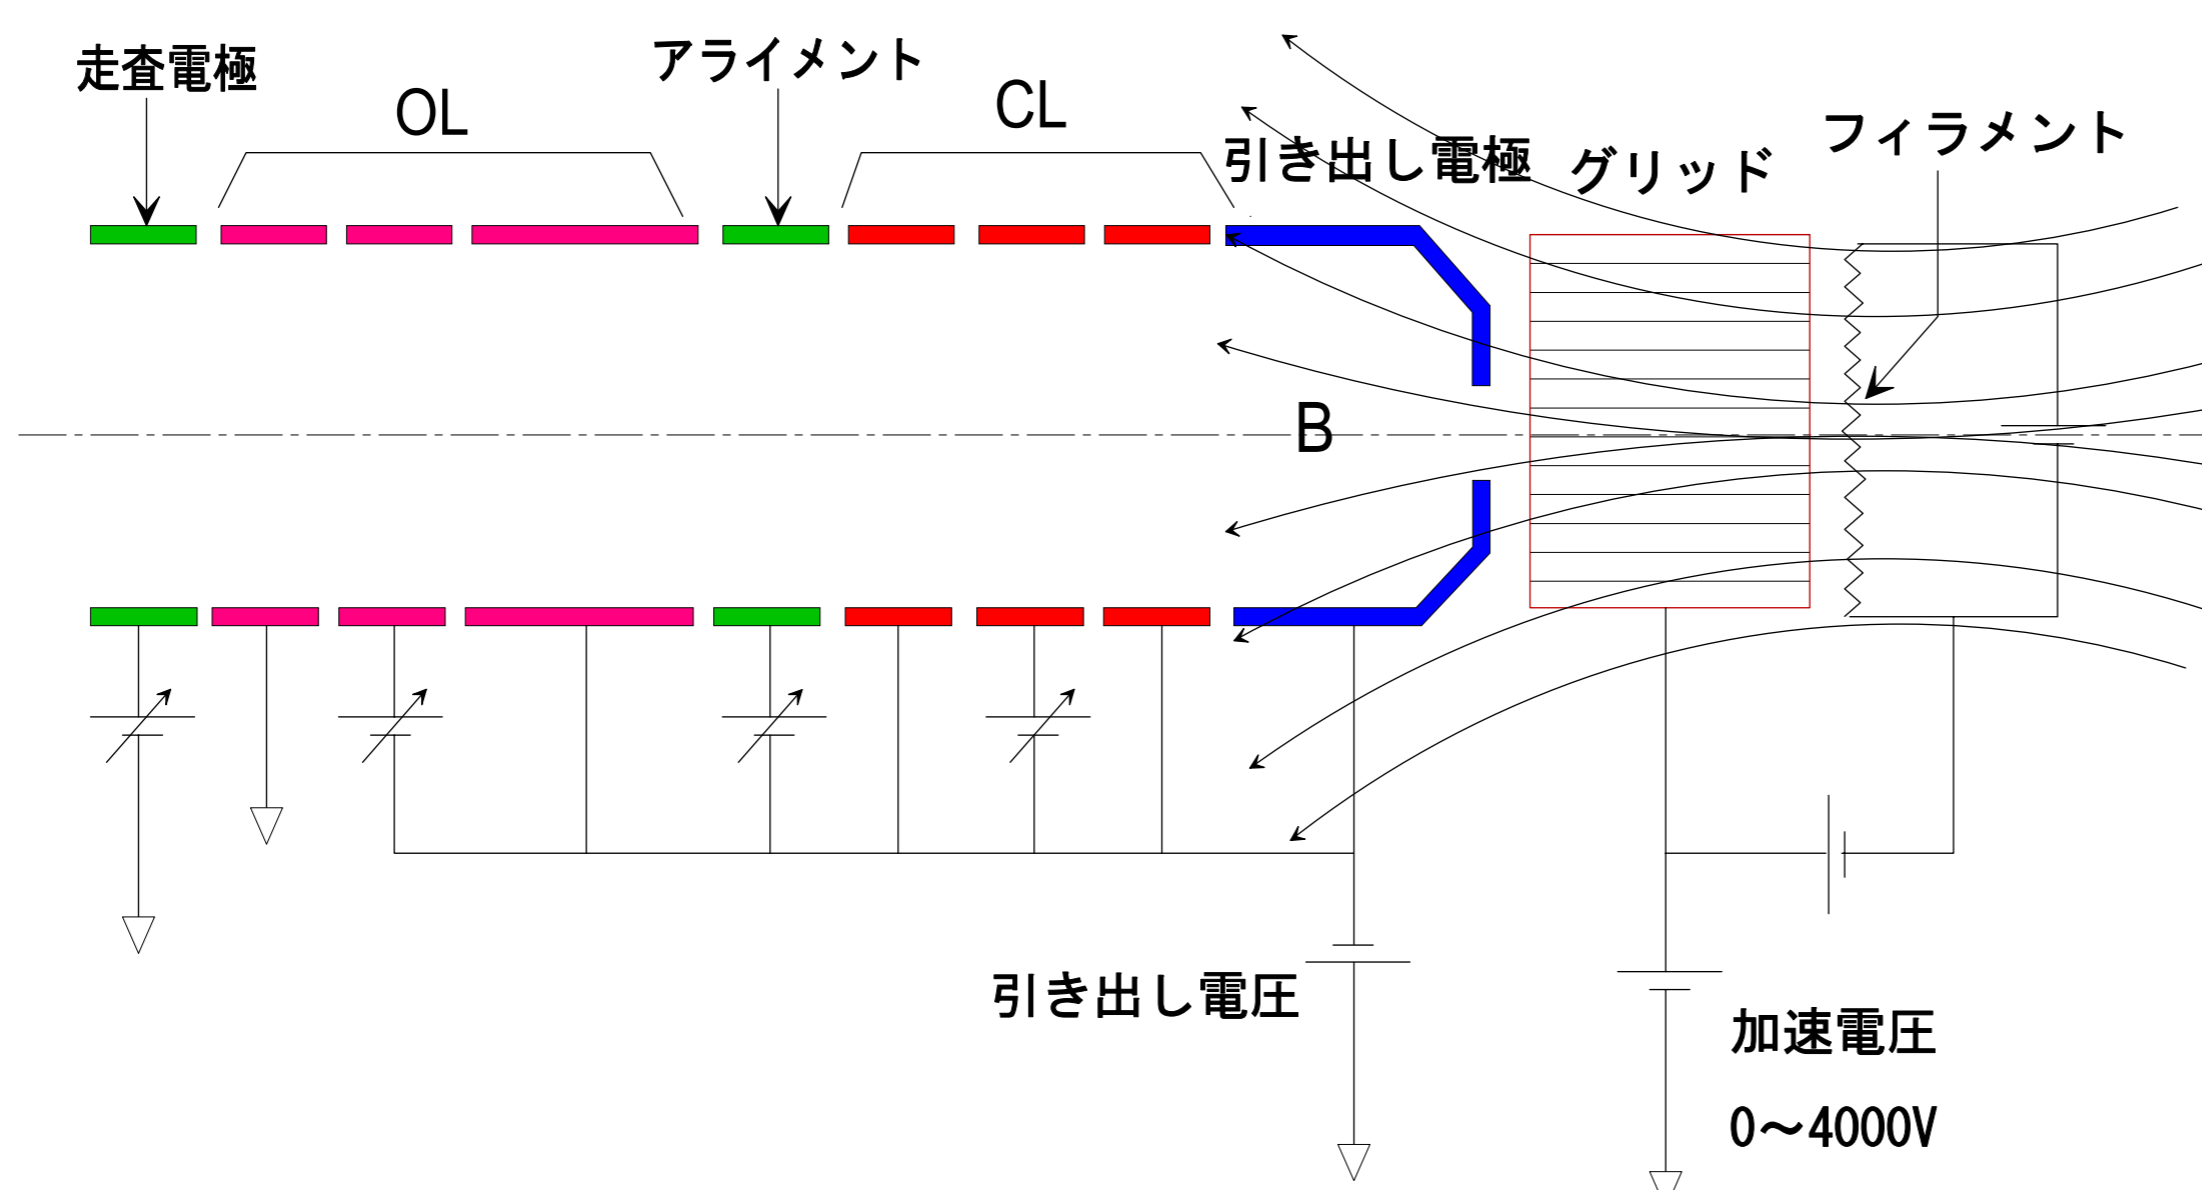 走査電極
OL
アライメント
CL
引き出し電極
グリッド
フィラメント
B
引き出し電圧
加速電圧
0～4000V